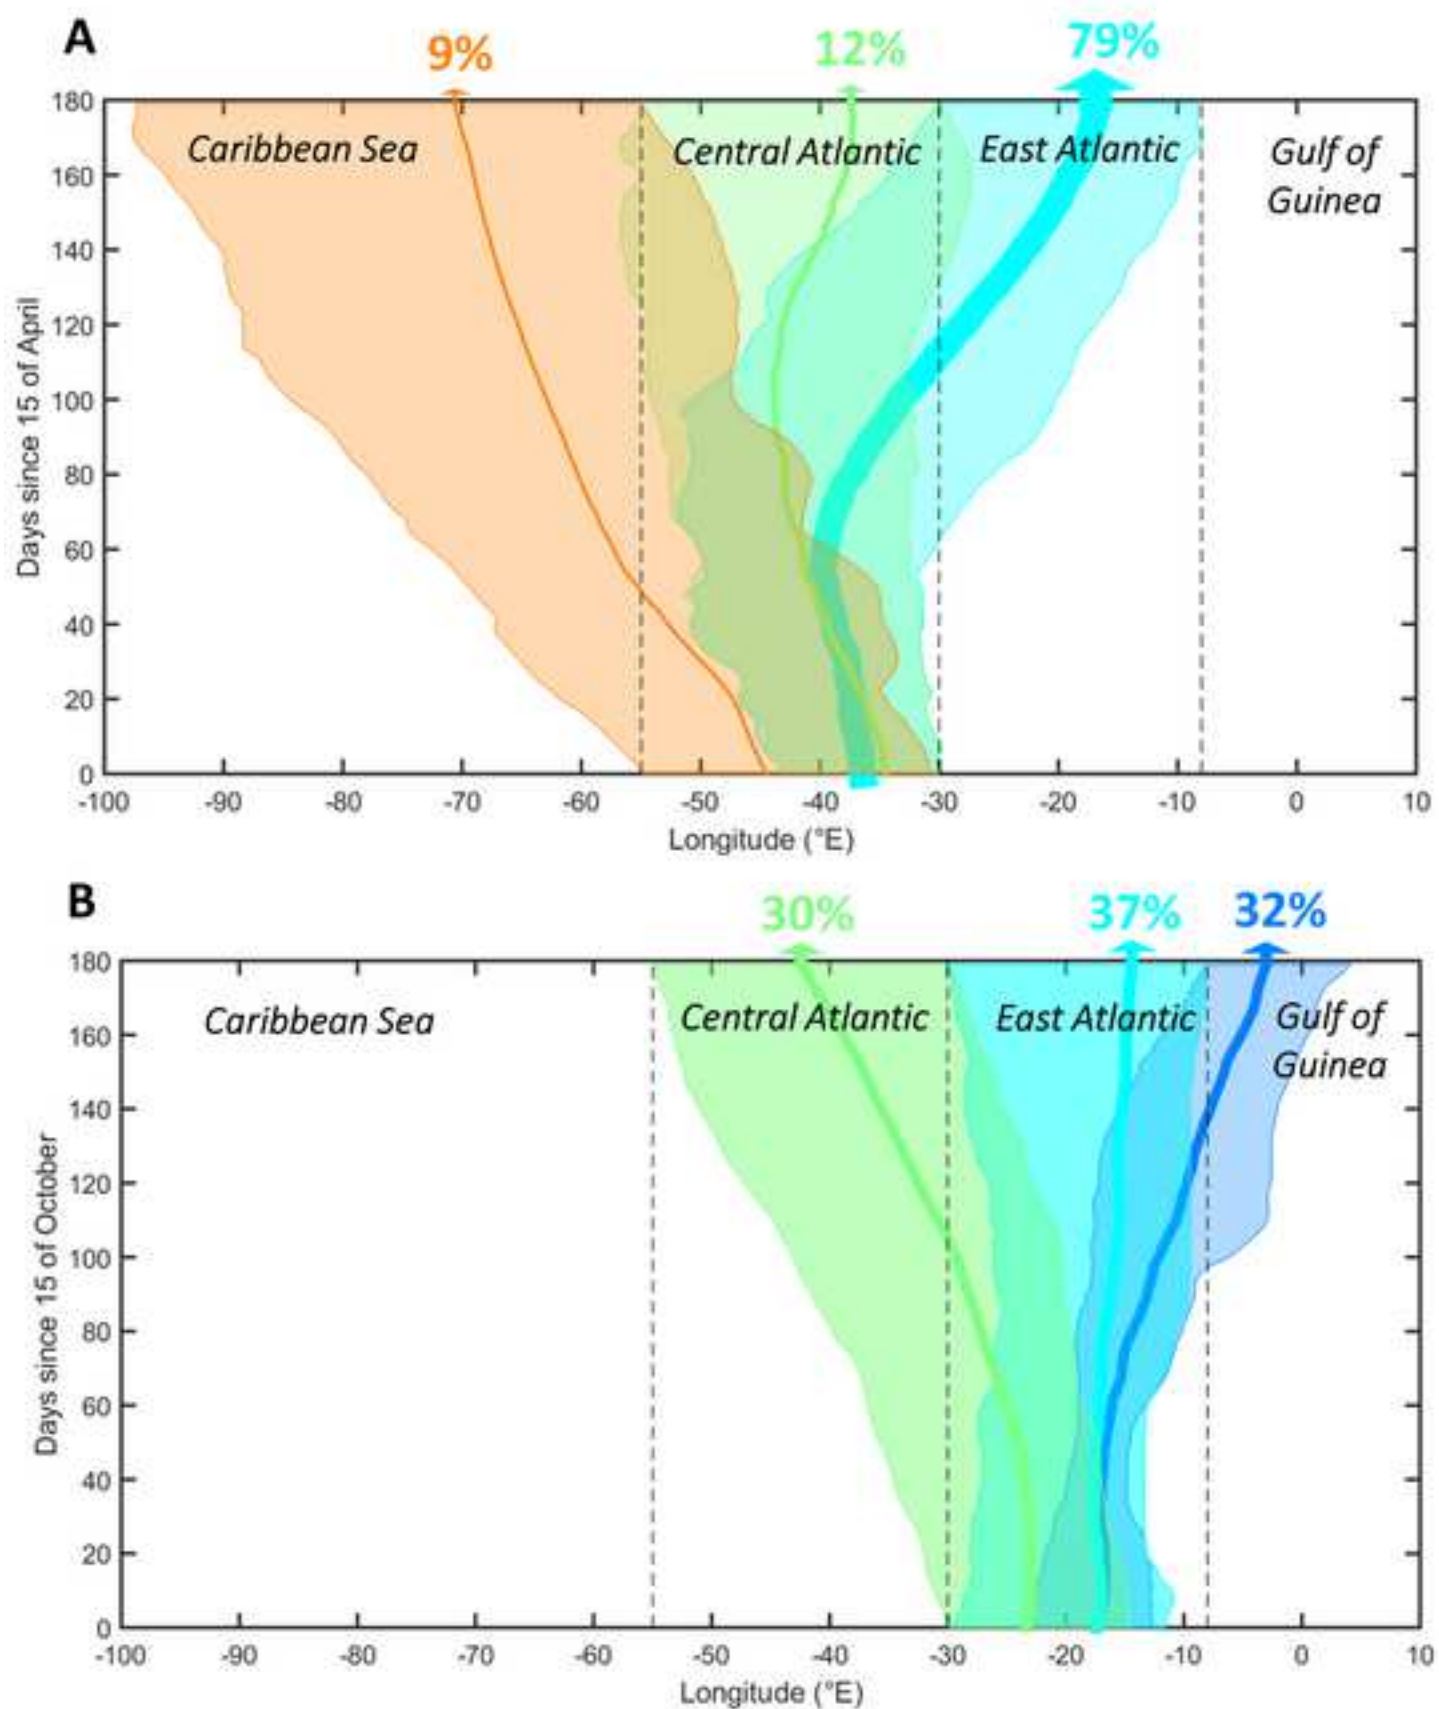 A
9%
12%
79%
Caribbean Sea
Central Atlantic
East Atlantic
Gulf of
Guinea
Days since 15 of April
180
160
140
120
100
80
60
40
20
0
-100 -90 -80 -70 -60 -50 -40 -30 -20 -10 0 10
Longitude (°E)
B
30%
37%
32%
Caribbean Sea
Central Atlantic
East Atlantic
Gulf of
Guinea
Days since 15 of October
180
160
140
120
100
80
60
40
20
0
-100 -90 -80 -70 -60 -50 -40 -30 -20 -10 0 10
Longitude (°E)